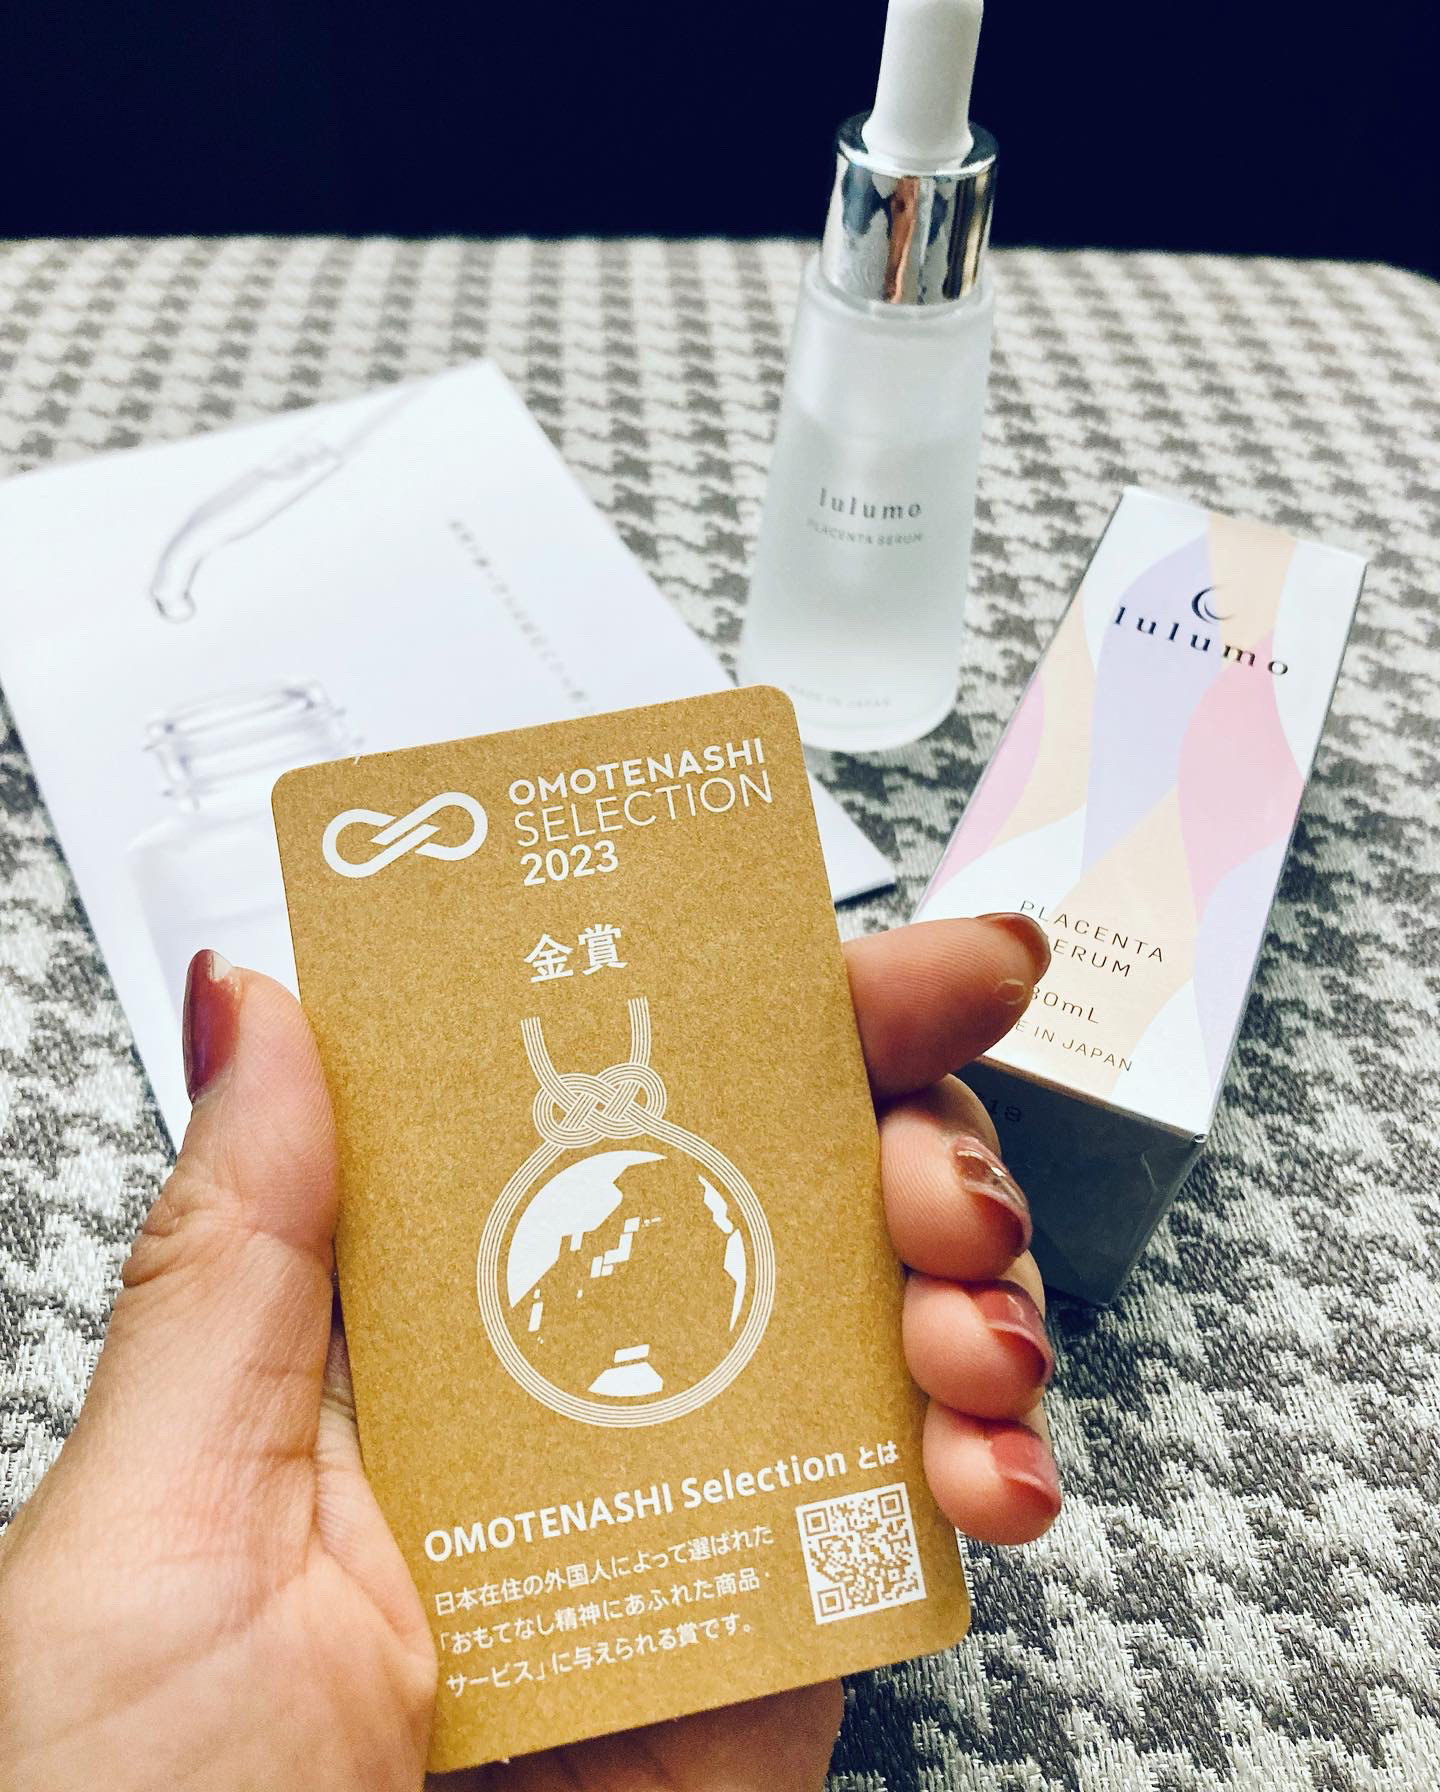 lulumo
PLACENTA SERUM
MADE IN JAPAN
lulumo
PLACENTA
SERUM
30mL
IN JAPAN
OMOTENASHI
SELECTION
2023
金賞
OMOTENASHI Selection とは
日本在住の外国人によって選ばれた
「おもてなし精神にあふれた商品・
サービス」に与えられる賞です。